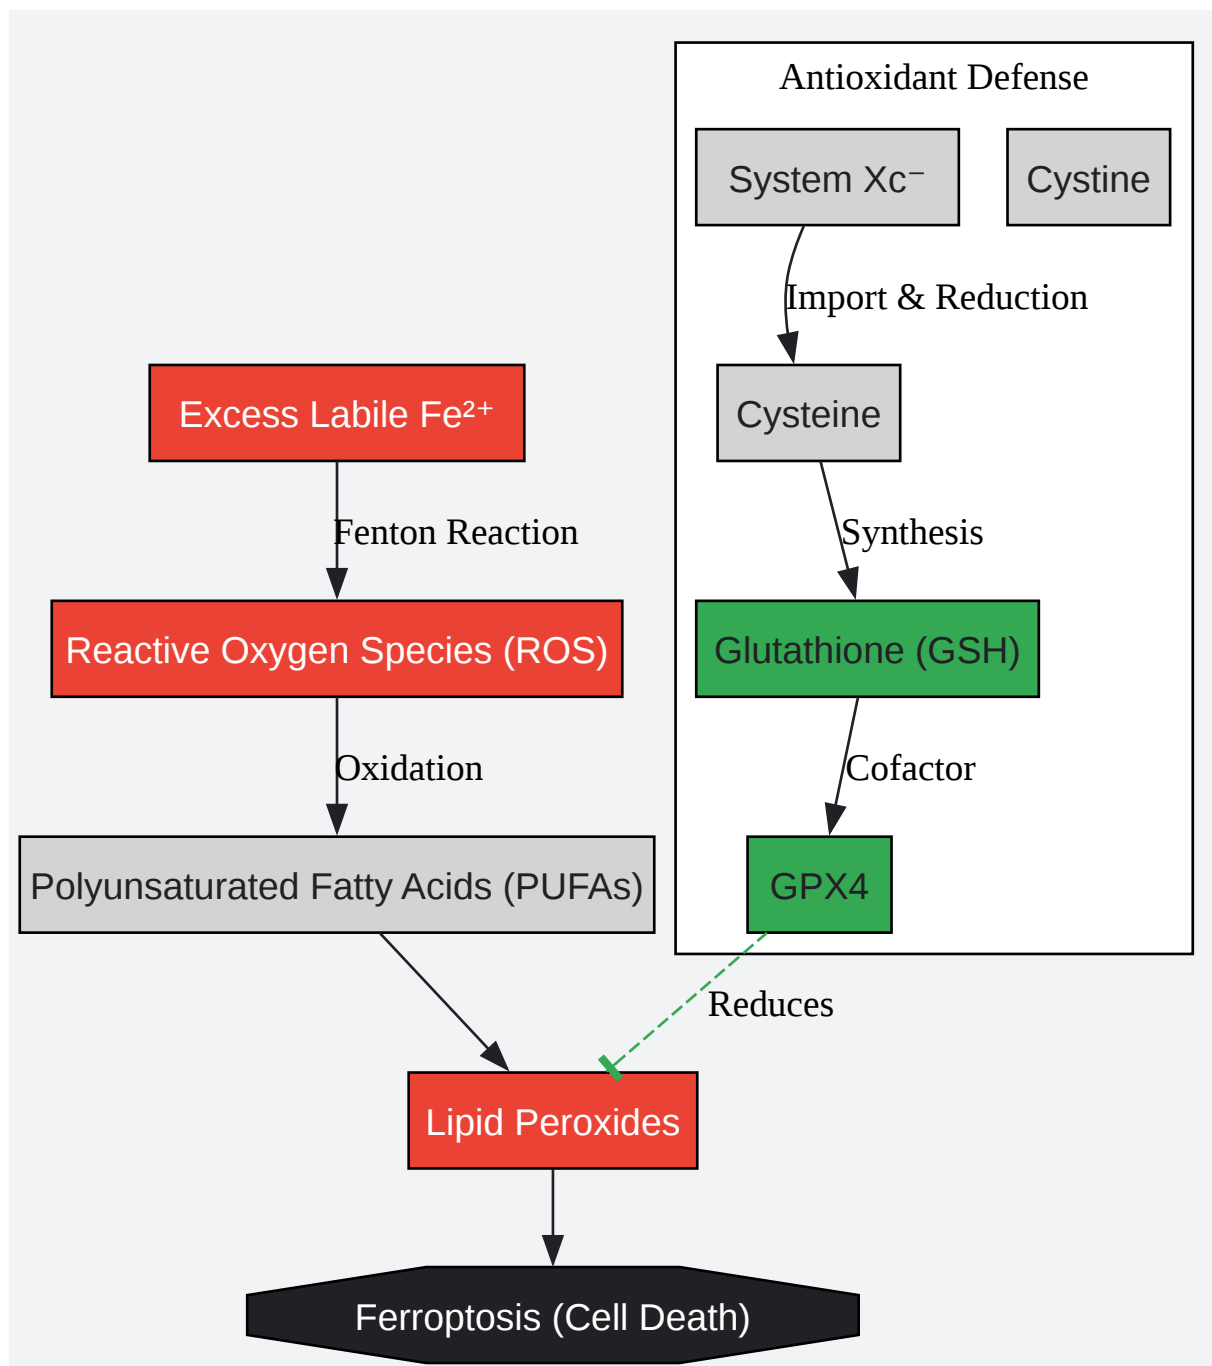 Antioxidant Defense
System Xc⁻
Cystine
Import & Reduction
Excess Labile Fe²⁺
Cysteine
Fenton Reaction
Synthesis
Reactive Oxygen Species (ROS)
Glutathione (GSH)
Oxidation
Cofactor
Polyunsaturated Fatty Acids (PUFAs)
GPX4
Reduces
Lipid Peroxides
Ferroptosis (Cell Death)